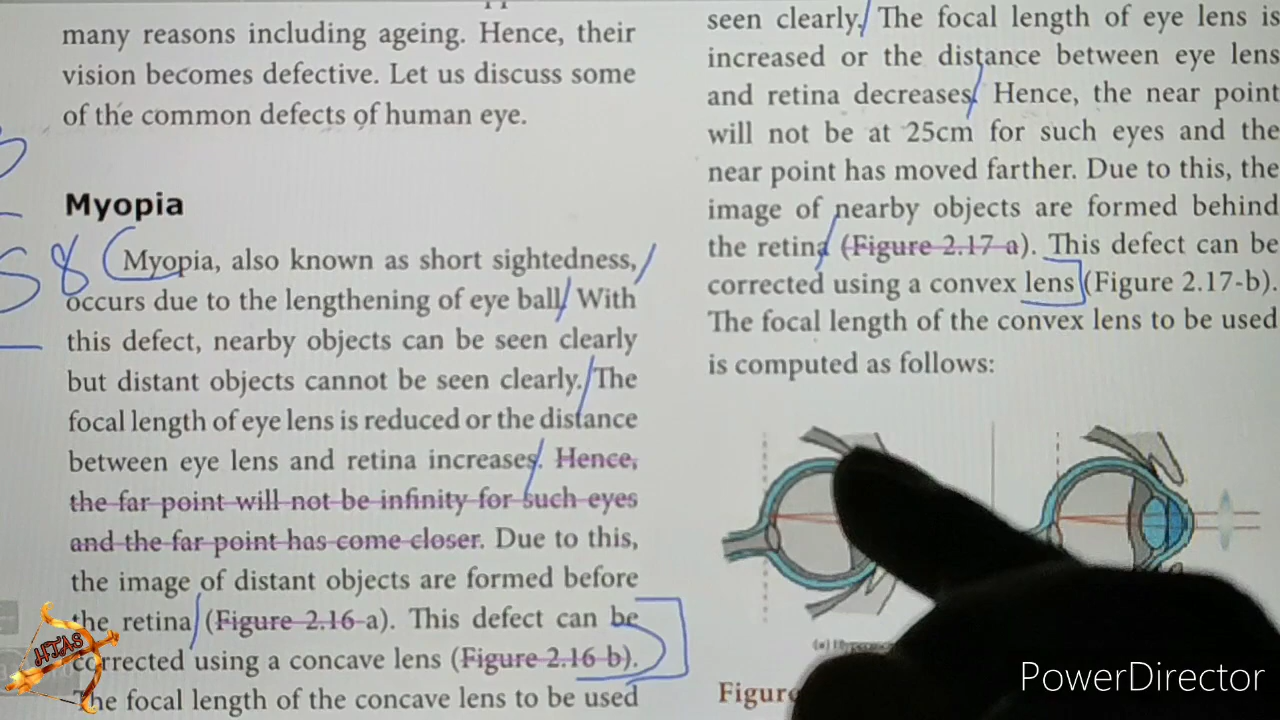 many reasons including ageing. Hence, their
vision becomes defective. Let us discuss some
of the common defects of human eye.
Myopia
S 8
Myopia, also known as short sightedness,
occurs due to the lengthening of eye ball. With
this defect, nearby objects can be seen clearly
but distant objects cannot be seen clearly. The
focal length of eye lens is reduced or the distance
between eye lens and retina increases. Hence,
the far point will not be infinity for such eyes
and the far point has come closer. Due to this,
the image of distant objects are formed before
the retina (Figure 2.16-a). This defect can be
corrected using a concave lens (Figure 2.16 b).
The focal length of the concave lens to be used
HTAS
seen clearly. The focal length of eye lens is
increased or the distance between eye lens
and retina decreases. Hence, the near point
will not be at 25cm for such eyes and the
near point has moved farther. Due to this, the
image of nearby objects are formed behind
the retina (Figure 2.17-a). This defect can be
corrected using a convex lens (Figure 2.17-b).
The focal length of the convex lens to be used
is computed as follows:
(a)
Figure
PowerDirector